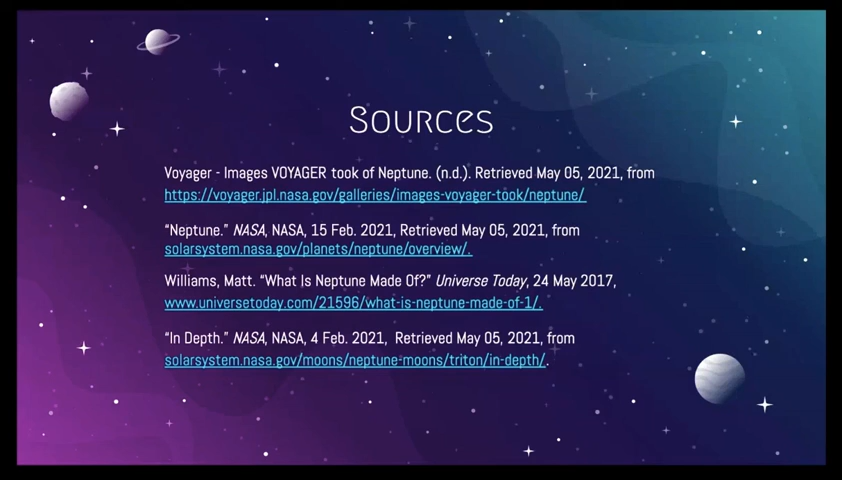 Sources
Voyager - Images VOYAGER took of Neptune. (n.d.). Retrieved May 05, 2021, from
https://voyager.jpl.nasa.gov/galleries/images-voyager-took/neptune/
“Neptune.” NASA, NASA, 15 Feb. 2021, Retrieved May 05, 2021, from
solarsystem.nasa.gov/planets/neptune/overview/.
Williams, Matt. “What Is Neptune Made Of?” Universe Today, 24 May 2017,
www.universetoday.com/21596/what-is-neptune-made-of-1/.
“In Depth.” NASA, NASA, 4 Feb. 2021, Retrieved May 05, 2021, from
solarsystem.nasa.gov/moons/neptune-moons/triton/in-depth/.